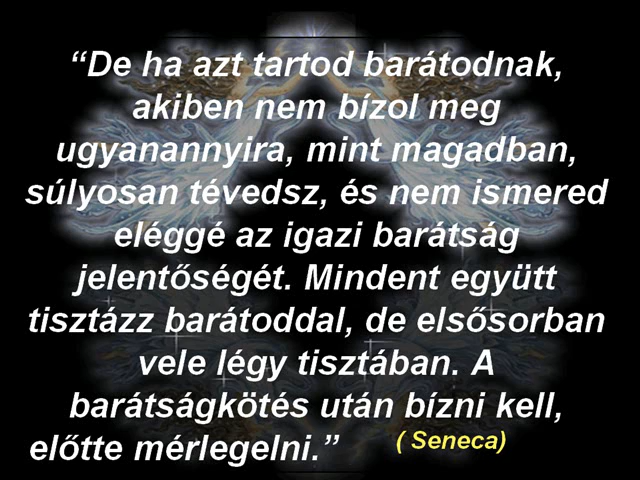 “De ha azt tartod barátodnak,
akiben nem bízol meg
ugyanannyira, mint magadban,
súlyosan tévedsz, és nem ismered
eléggé az igazi barátság
jelentőségét. Mindent együtt
tisztázz barátoddal, de elsősorban
vele légy tisztában. A
barátságkötés után bízni kell,
előtte mérlegelni.” ( Seneca)